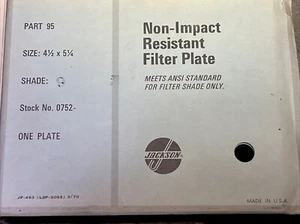 PART 95
SIZE: 4½ x 5¼
SHADE:
Stock No. 0752-
ONE PLATE
Non-Impact
Resistant
Filter Plate
MEETS ANSI STANDARD
FOR FILTER SHADE ONLY.
JACKSON
MADE IN U.S.A.